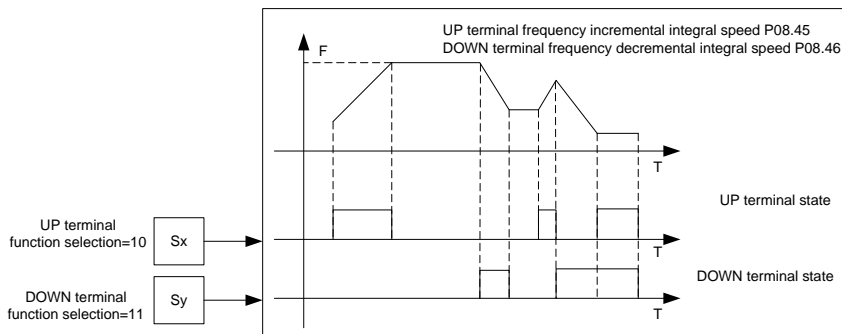 UP terminal frequency incremental integral speed P08.45
DOWN terminal frequency decremental integral speed P08.46
F
T
UP terminal state
UP terminal
function selection=10
Sx
T
DOWN terminal state
DOWN terminal
function selection=11
Sy
T